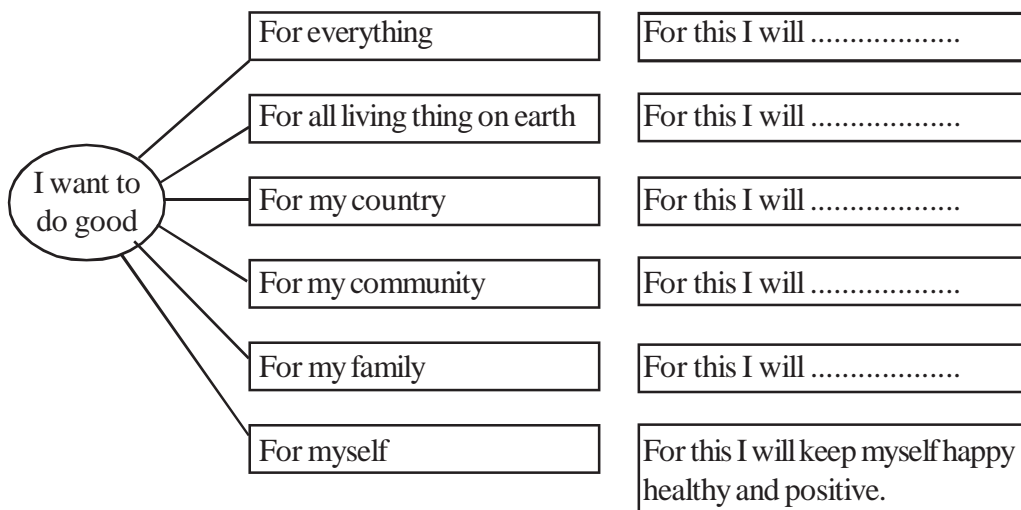 For everything
For this I will ...................
For all living thing on earth
For this I will ...................
I want to
do good
For my country
For this I will ...................
For my community
For this I will ...................
For my family
For this I will ...................
For myself
For this I will keep myself happy
healthy and positive.